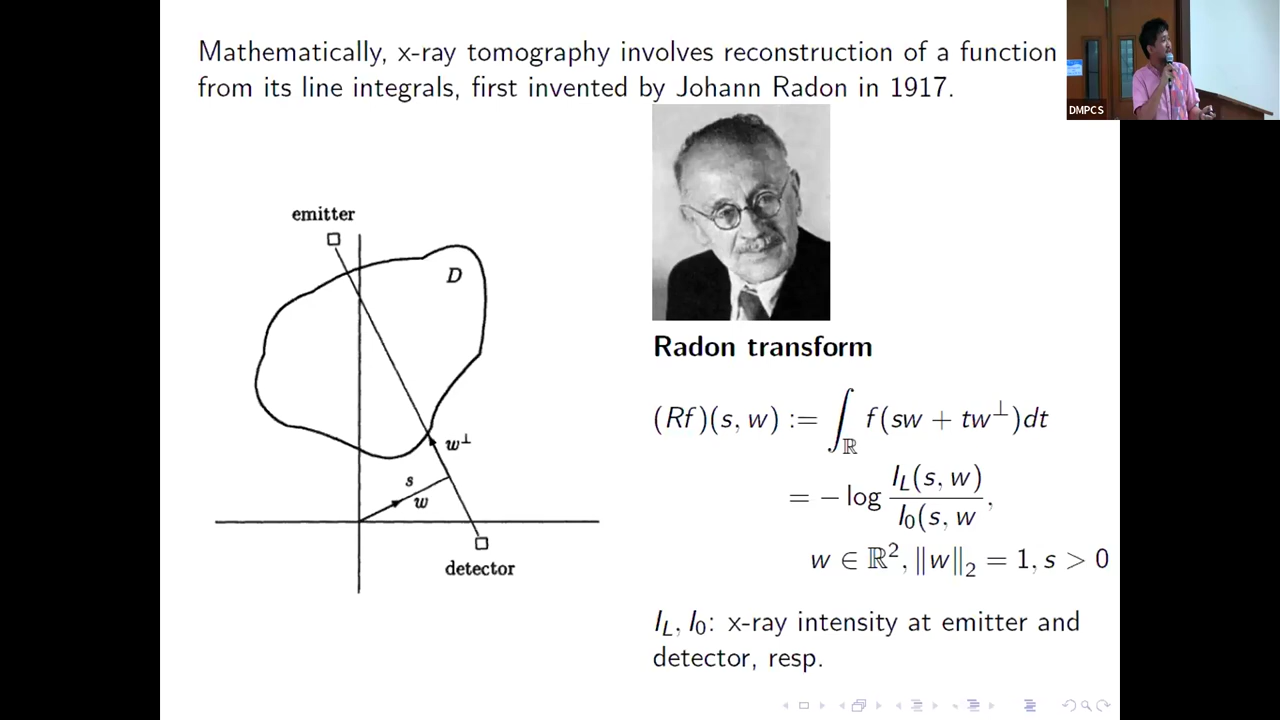 Mathematically, x-ray tomography involves reconstruction of a function
from its line integrals, first invented by Johann Radon in 1917.
DMPCS
emitter
D
w⊥
s
w
detector
Radon transform
(Rf)(s, w) := ∫_ℝ f(sw + tw⊥)dt
= − log I_L(s, w) / I_0(s, w ,
w ∈ ℝ², ‖w‖₂ = 1, s > 0
I_L, I_0: x-ray intensity at emitter and
detector, resp.